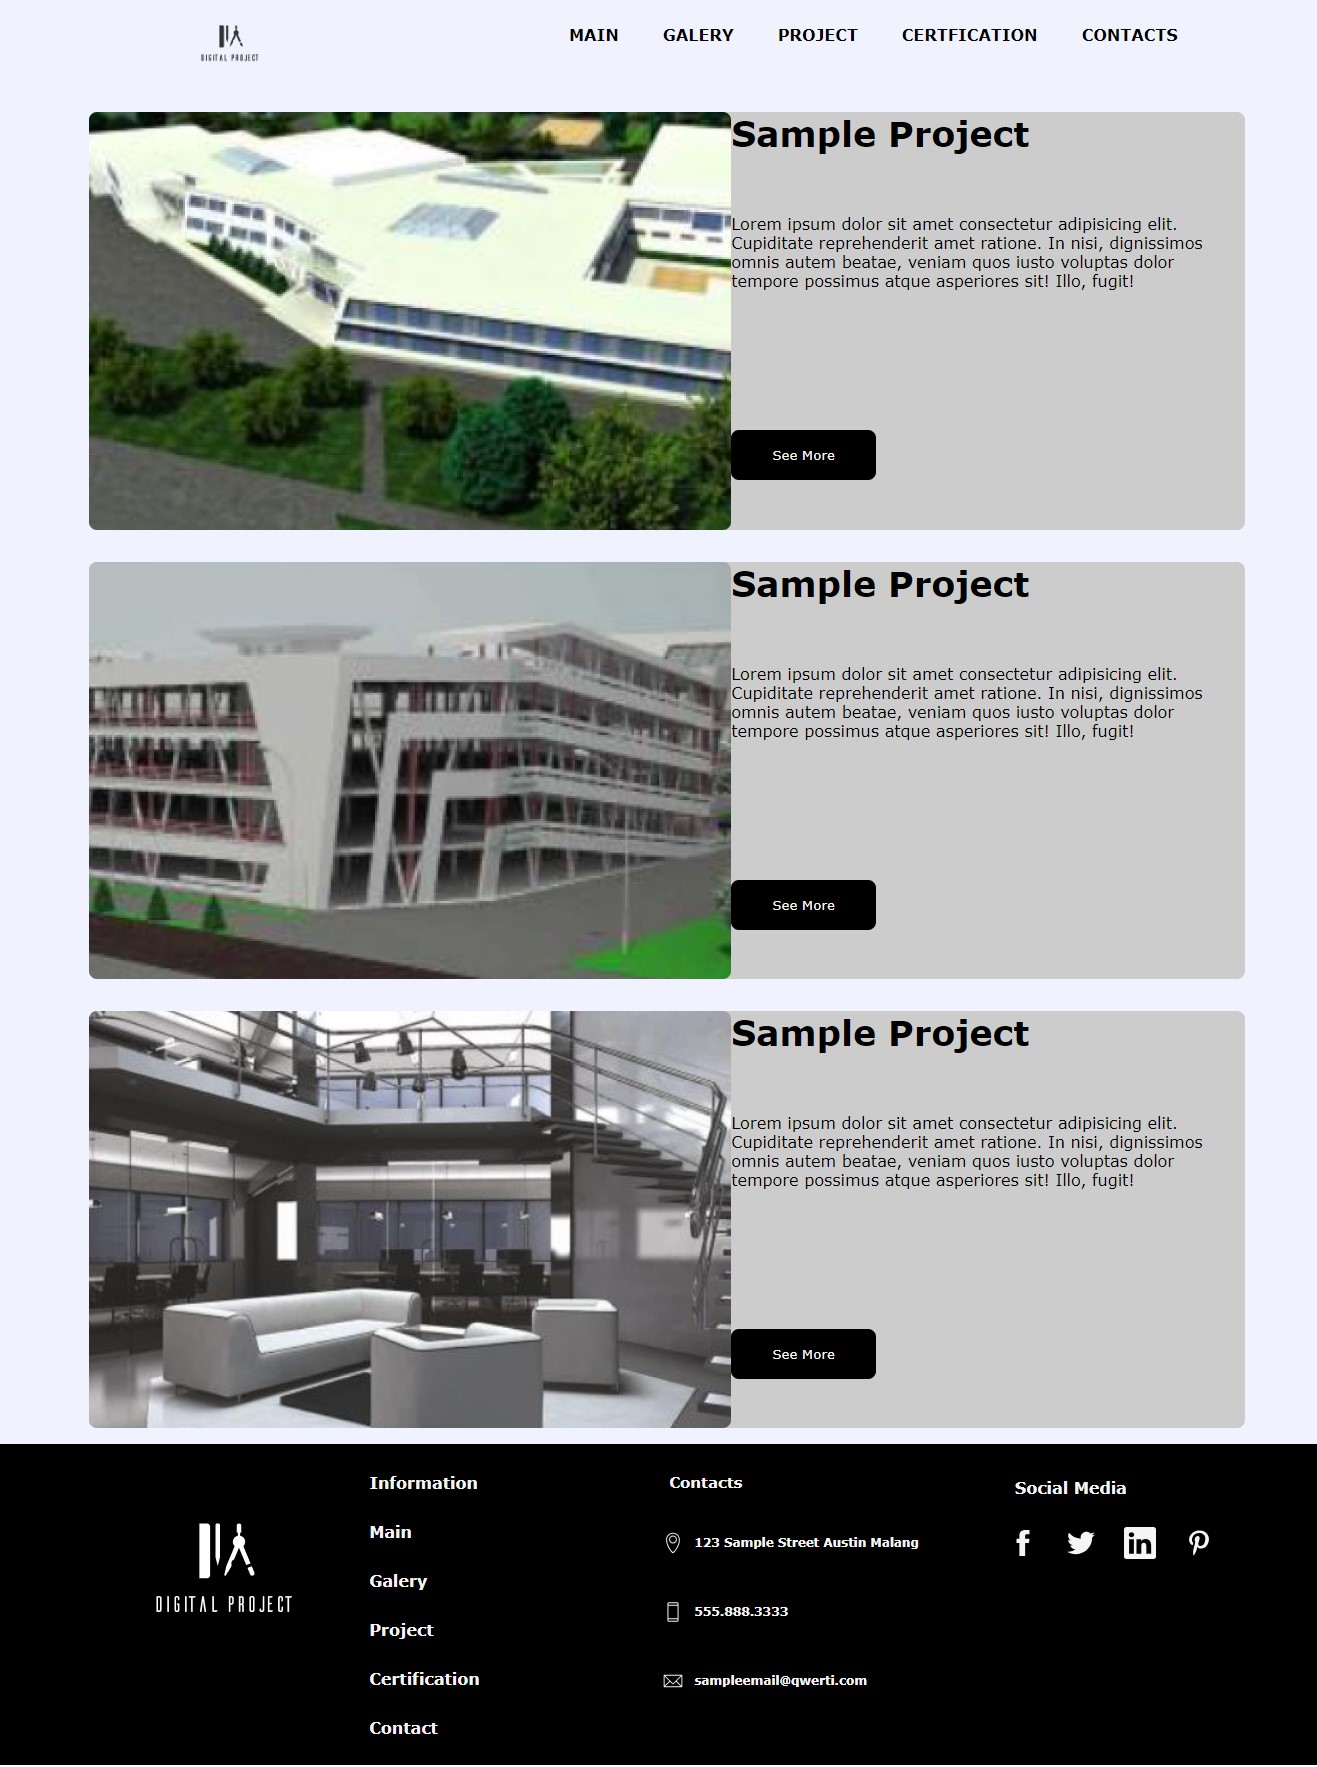 DIGITAL PROJECT
MAIN GALERY PROJECT CERTFICATION CONTACTS
Sample Project
Lorem ipsum dolor sit amet consectetur adipisicing elit.
Cupiditate reprehenderit amet ratione. In nisi, dignissimos
omnis autem beatae, veniam quos iusto voluptas dolor
tempore possimus atque asperiores sit! Illo, fugit!
See More
Sample Project
Lorem ipsum dolor sit amet consectetur adipisicing elit.
Cupiditate reprehenderit amet ratione. In nisi, dignissimos
omnis autem beatae, veniam quos iusto voluptas dolor
tempore possimus atque asperiores sit! Illo, fugit!
See More
Sample Project
Lorem ipsum dolor sit amet consectetur adipisicing elit.
Cupiditate reprehenderit amet ratione. In nisi, dignissimos
omnis autem beatae, veniam quos iusto voluptas dolor
tempore possimus atque asperiores sit! Illo, fugit!
See More
DIGITAL PROJECT
Information
Main
Galery
Project
Certification
Contact
Contacts
123 Sample Street Austin Malang
555.888.3333
sampleemail@qwerti.com
Social Media